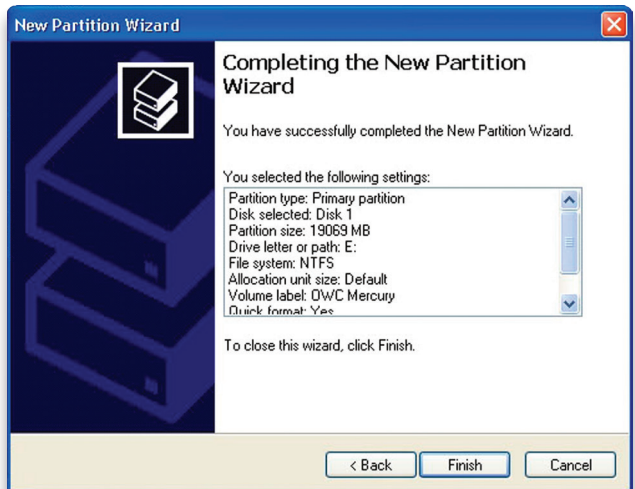 New Partition Wizard
Completing the New Partition
Wizard
You have successfully completed the New Partition Wizard.
You selected the following settings:
Partition type: Primary partition
Disk selected: Disk 1
Partition size: 19069 MB
Drive letter or path: E:
File system: NTFS
Allocation unit size: Default
Volume label: OWC Mercury
Quick format: Yes
To close this wizard, click Finish.
< Back
Finish
Cancel